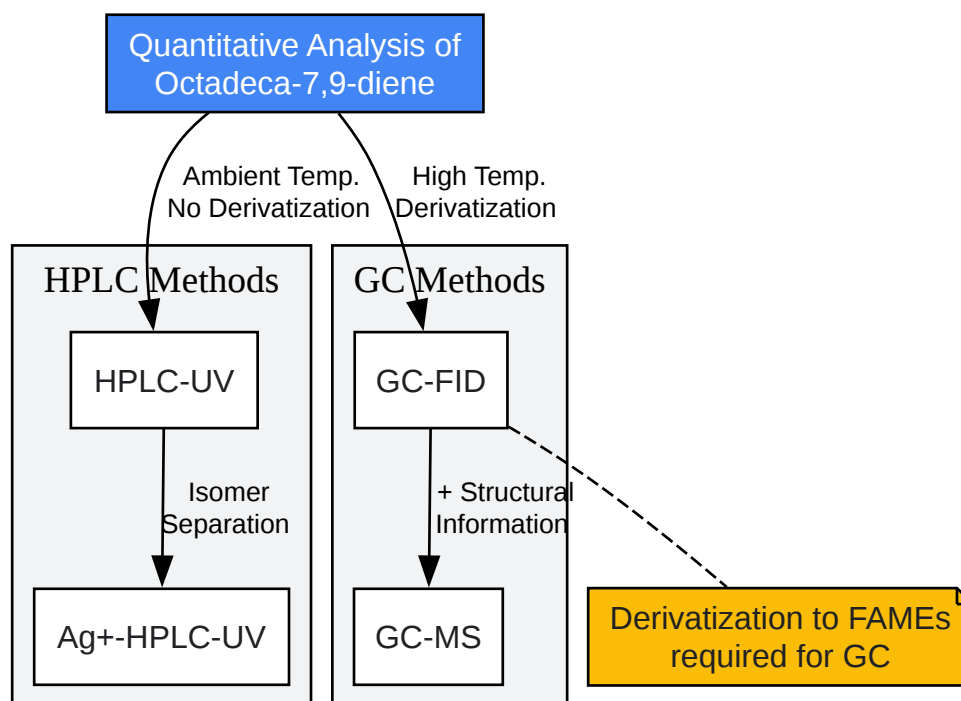 Quantitative Analysis of
Octadeca-7,9-diene
Ambient Temp.
No Derivatization
High Temp.
Derivatization
HPLC Methods
GC Methods
HPLC-UV
GC-FID
Isomer
Separation
+ Structural
Information
Ag+-HPLC-UV
GC-MS
Derivatization to FAMEs
required for GC